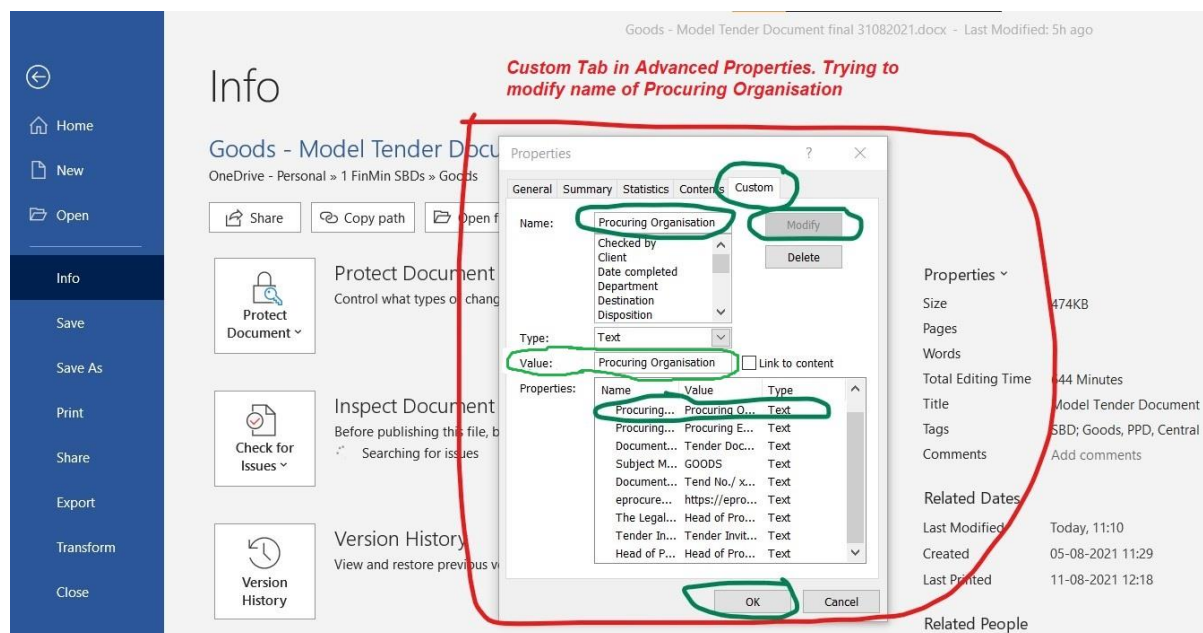 Goods - Model Tender Document final 31082021.docx - Last Modified: 5h ago
Custom Tab in Advanced Properties. Trying to
modify name of Procuring Organisation
Info
Home
New
Open
Info
Save
Save As
Print
Share
Export
Transform
Close
Goods - Model Tender Docu
OneDrive - Personal » 1 FinMin SBDs » Goods
Share
Copy path
Open f
Protect
Document
Protect Document
Control what types of chang
Check for
Issues
Inspect Document
Before publishing this file, b
Searching for issues
Version
History
Version History
View and restore previous v
Properties
?
General Summary Statistics Contents Custom
Name:
Procuring Organisation
Modify
Checked by
Client
Date completed
Department
Destination
Disposition
Delete
Type:
Text
Value:
Procuring Organisation
Link to content
Properties:
Name Value Type
Procuring... Procuring O... Text
Procuring... Procuring E... Text
Document... Tender Doc... Text
Subject M... GOODS Text
Document... Tend No./ x... Text
eprocure... https://epro... Text
The Legal... Head of Pro... Text
Tender In... Tender Invit... Text
Head of P... Head of Pro... Text
OK
Cancel
Properties
Size 474KB
Pages
Words
Total Editing Time 644 Minutes
Title Model Tender Document
Tags SBD; Goods, PPD, Central
Comments Add comments
Related Dates
Last Modified Today, 11:10
Created 05-08-2021 11:29
Last Printed 11-08-2021 12:18
Related People